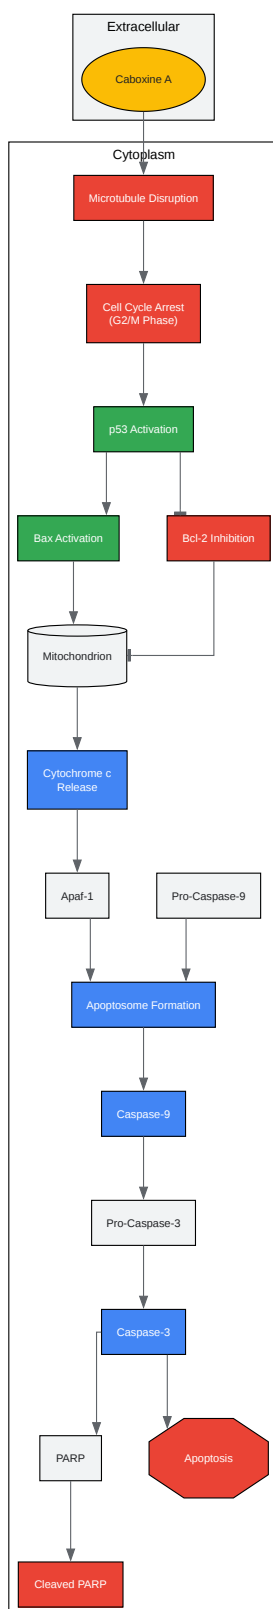 Extracellular
Caboxine A
Cytoplasm
Microtubule Disruption
Cell Cycle Arrest
(G2/M Phase)
p53 Activation
Bax Activation
Bcl-2 Inhibition
Mitochondrion
Cytochrome c
Release
Apaf-1
Pro-Caspase-9
Apoptosome Formation
Caspase-9
Pro-Caspase-3
Caspase-3
PARP
Apoptosis
Cleaved PARP